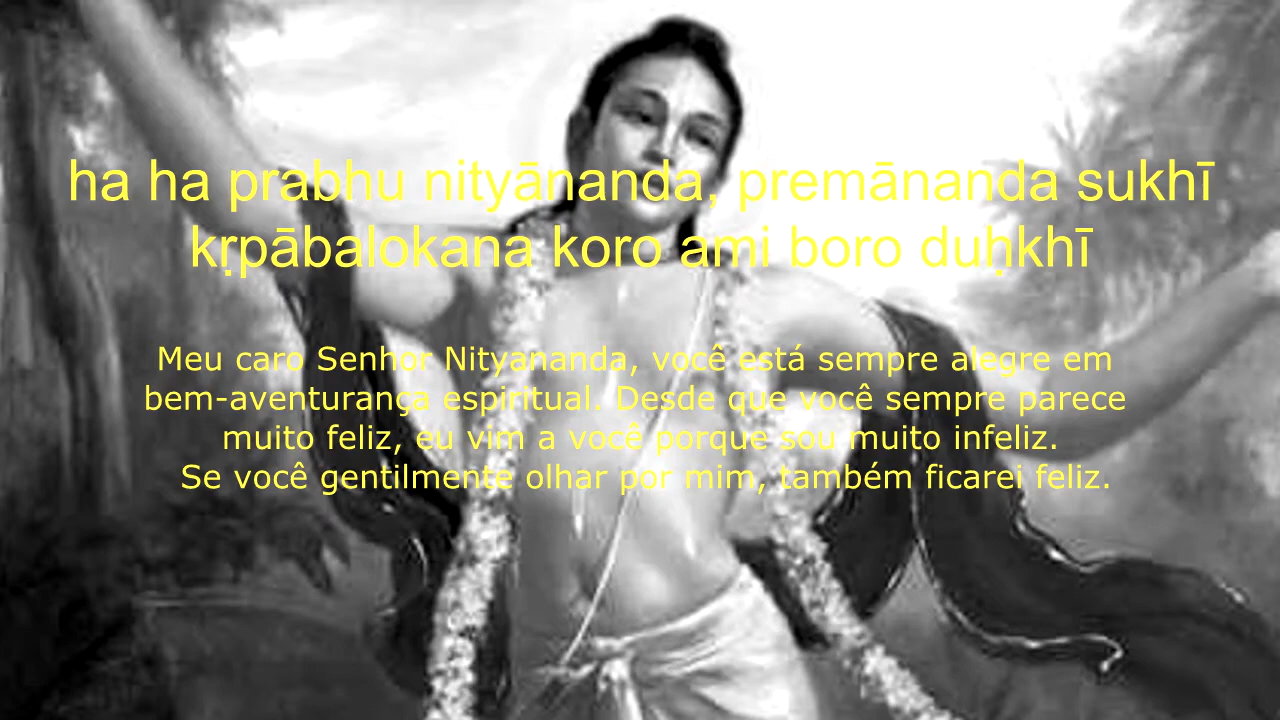 ha ha prabhu nityānanda, premānanda sukhī
kṛpābalokana koro ami boro duḥkhī
Meu caro Senhor Nityananda, você está sempre alegre em
bem-aventurança espiritual. Desde que você sempre parece
muito feliz, eu vim a você porque sou muito infeliz.
Se você gentilmente olhar por mim, também ficarei feliz.